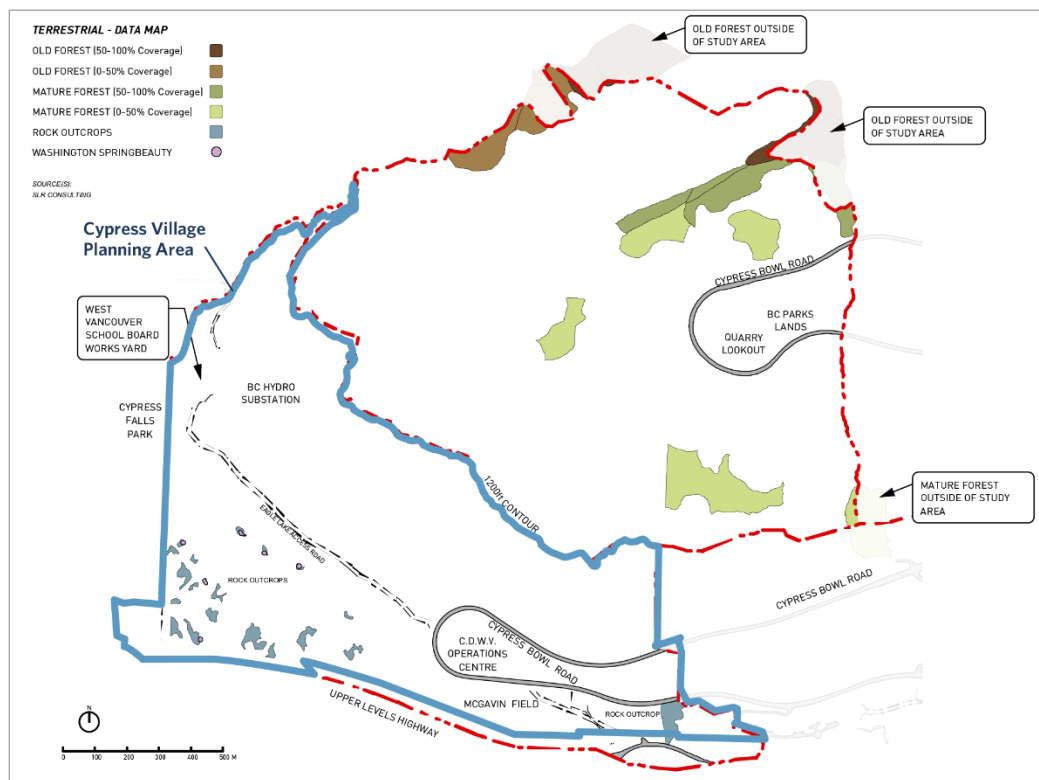 TERRESTRIAL - DATA MAP
OLD FOREST (50-100% Coverage)
OLD FOREST (0-50% Coverage)
MATURE FOREST (50-100% Coverage)
MATURE FOREST (0-50% Coverage)
ROCK OUTCROPS
WASHINGTON SPRINGBEAUTY
SOURCE(S):
SLR CONSULTING
OLD FOREST OUTSIDE
OF STUDY AREA
OLD FOREST OUTSIDE
OF STUDY AREA
Cypress Village
Planning Area
WEST
VANCOUVER
SCHOOL BOARD
WORKS YARD
CYPRESS BOWL ROAD
BC PARKS
LANDS
QUARRY
LOOKOUT
BC HYDRO
SUBSTATION
CYPRESS
FALLS
PARK
1200ft CONTOUR
MATURE FOREST
OUTSIDE OF STUDY
AREA
EAGLE LAKE ACCESS ROAD
ROCK OUTCROPS
CYPRESS BOWL ROAD
CYPRESS BOWL ROAD
C.D.W.V.
OPERATIONS
CENTRE
MCGAVIN FIELD
ROCK OUTCROP
UPPER LEVELS HIGHWAY
N
0 100 200 300 400 500 M